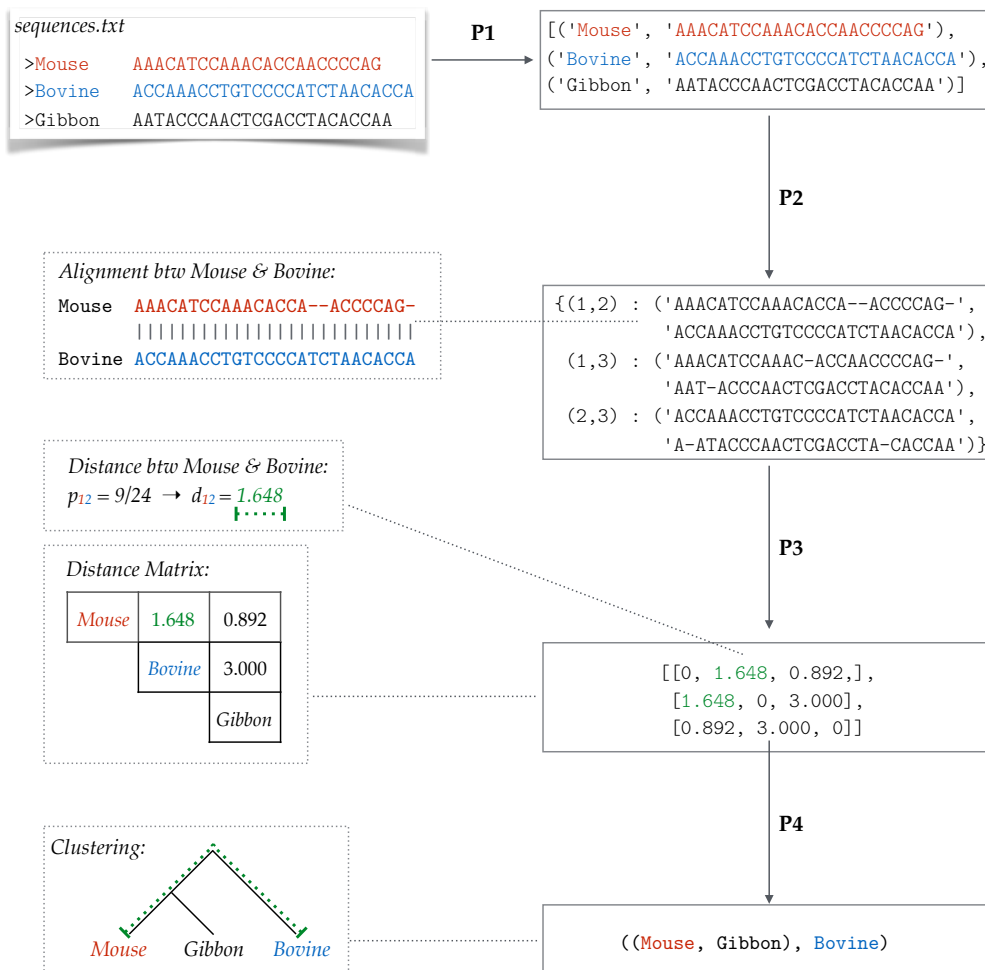 sequences.txt
>Mouse AAACATCCAAACACCAACCCCAG
>Bovine ACCAAACCTGTCCCCATCTAACACCA
>Gibbon AATACCCAACTCGACCTACACCAA
P1
[('Mouse', 'AAACATCCAAACACCAACCCCAG'),
('Bovine', 'ACCAAACCTGTCCCCATCTAACACCA'),
('Gibbon', 'AATACCCAACTCGACCTACACCAA')]
P2
Alignment btw Mouse & Bovine:
Mouse AAACATCCAAACACCA--ACCCCAG-
||||||||||||||||||||||||||
Bovine ACCAAACCTGTCCCCATCTAACACCA
{(1,2) : ('AAACATCCAAACACCA--ACCCCAG-',
'ACCAAACCTGTCCCCATCTAACACCA'),
(1,3) : ('AAACATCCAAAC-ACCAACCCCAG-',
'AAT-ACCCAACTCGACCTACACCAA'),
(2,3) : ('ACCAAACCTGTCCCCATCTAACACCA',
'A-ATACCCAACTCGACCTA-CACCAA')}
Distance btw Mouse & Bovine:
p12 = 9/24 → d12 = 1.648
P3
Distance Matrix:
Mouse 1.648 0.892
Bovine 3.000
Gibbon
[[0, 1.648, 0.892,],
[1.648, 0, 3.000],
[0.892, 3.000, 0]]
P4
Clustering:
Mouse Gibbon Bovine
((Mouse, Gibbon), Bovine)